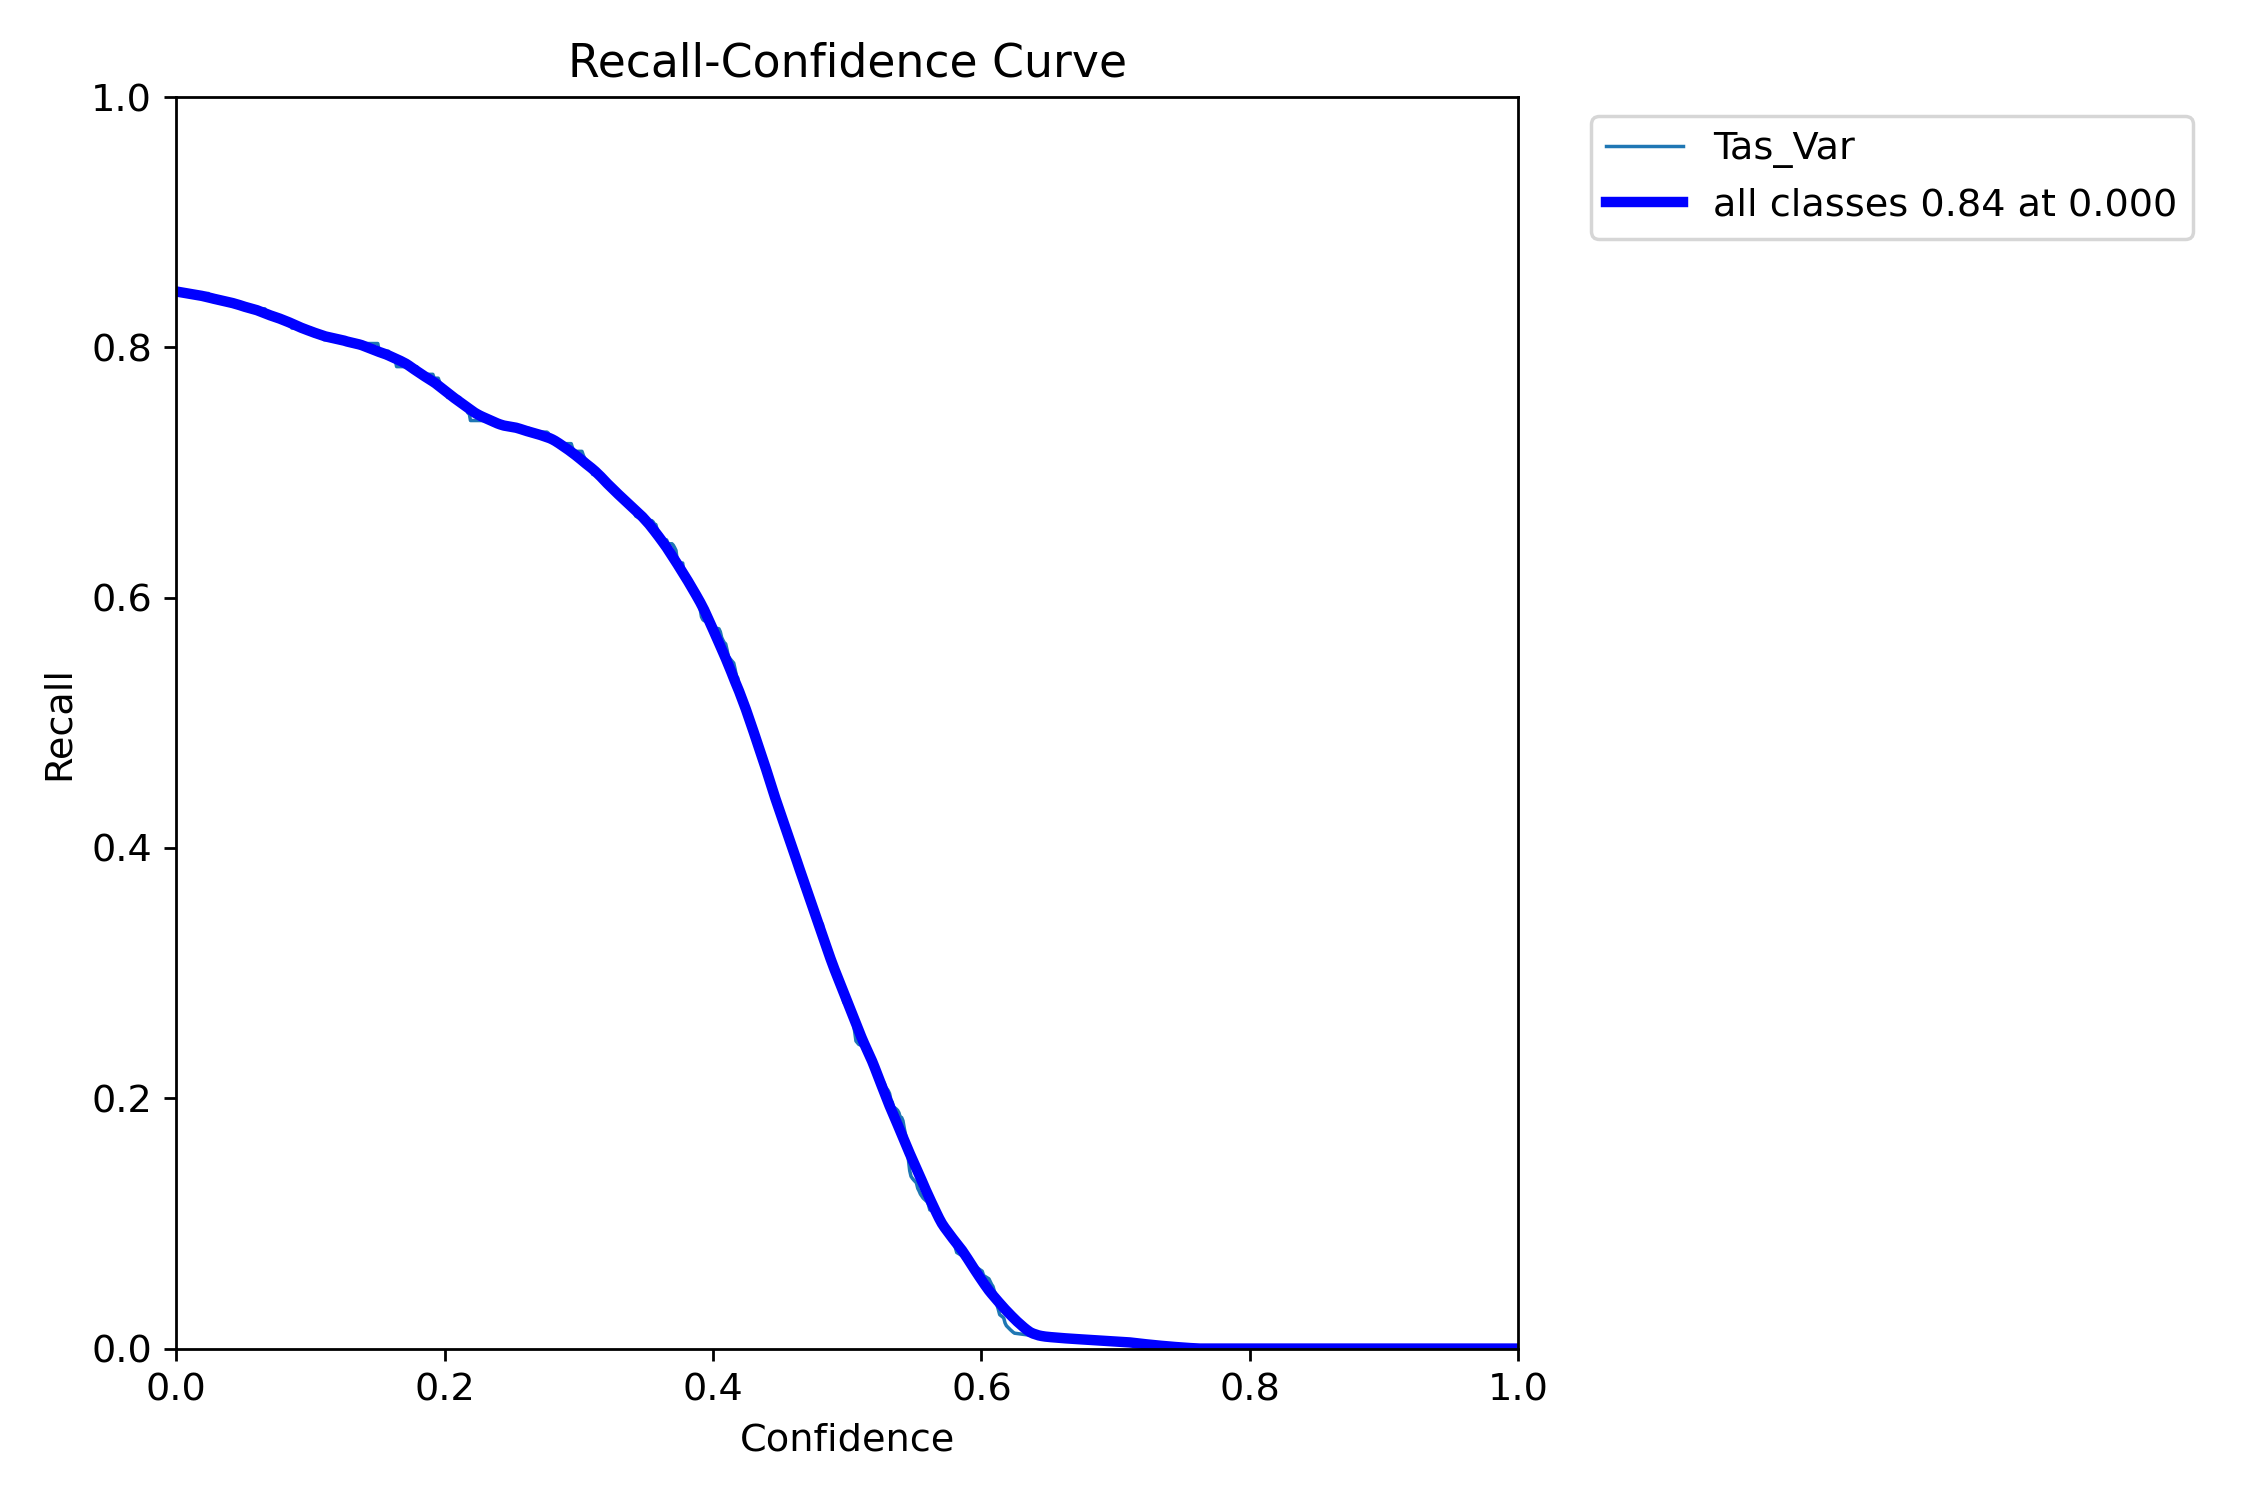 Recall-Confidence Curve
1.0
0.8
0.6
0.4
0.2
0.0
Recall
0.0 0.2 0.4 0.6 0.8 1.0
Confidence
Tas_Var
all classes 0.84 at 0.000